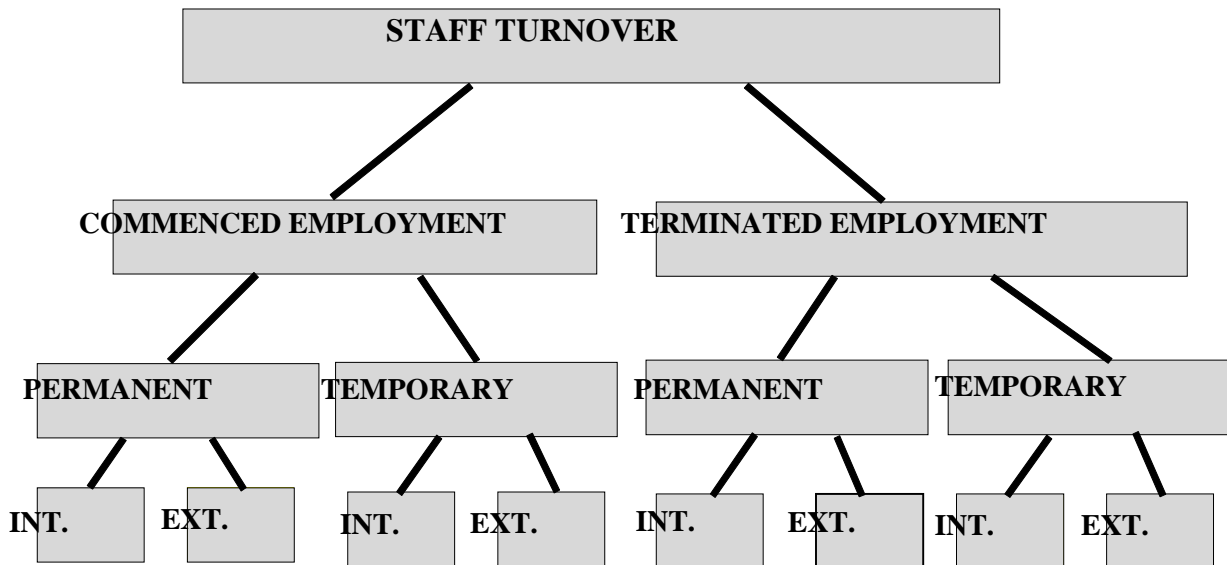 STAFF TURNOVER
COMMENCED EMPLOYMENT
TERMINATED EMPLOYMENT
PERMANENT
TEMPORARY
PERMANENT
TEMPORARY
INT.
EXT.
INT.
EXT.
INT.
EXT.
INT.
EXT.